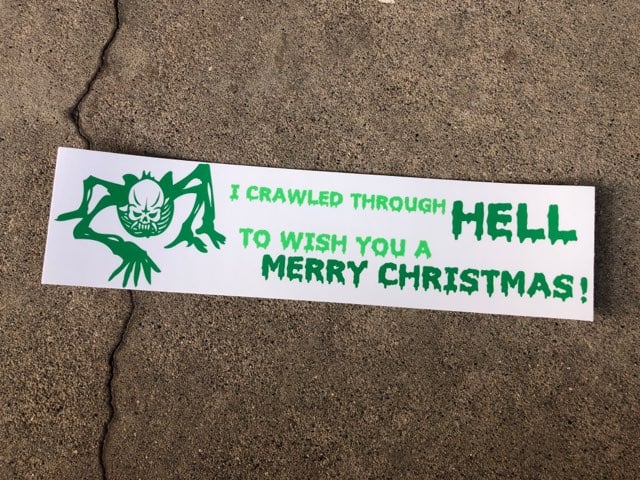 I CRAWLED THROUGH HELL
TO WISH YOU A
MERRY CHRISTMAS!